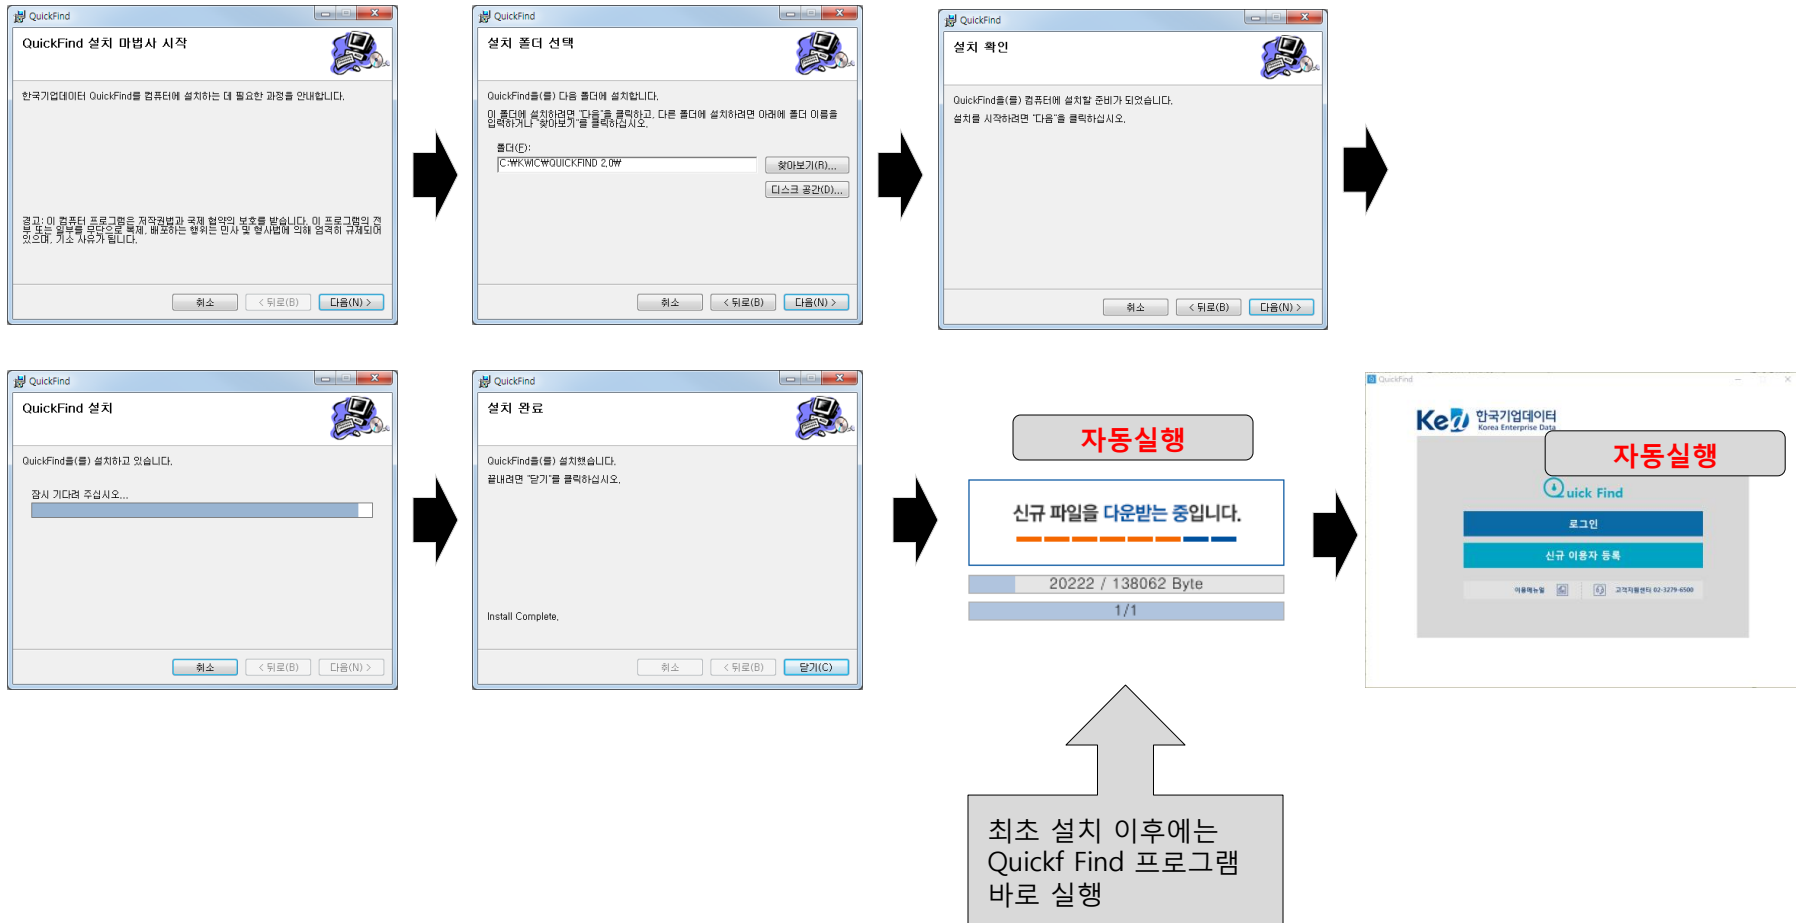 QuickFind
QuickFind 설치 마법사 시작
한국기업데이터 QuickFind를 컴퓨터에 설치하는 데 필요한 과정을 안내합니다.
경고: 이 컴퓨터 프로그램은 저작권법과 국제 협약의 보호를 받습니다. 이 프로그램의 전
부 또는 일부를 무단으로 복제, 배포하는 행위는 민사 및 형사법에 의해 엄격히 규제되어
있으며, 기소 사유가 됩니다.
취소
< 뒤로(B)
다음(N) >
QuickFind
설치 폴더 선택
QuickFind을(를) 다음 폴더에 설치합니다.
이 폴더에 설치하려면 "다음"을 클릭하고, 다른 폴더에 설치하려면 아래에 폴더 이름을
입력하거나 "찾아보기"를 클릭하십시오.
폴더(F):
C:₩KWIC₩QUICKFIND 2.0₩
찾아보기(R)...
디스크 공간(D)...
취소
< 뒤로(B)
다음(N) >
QuickFind
설치 확인
QuickFind을(를) 컴퓨터에 설치할 준비가 되었습니다.
설치를 시작하려면 "다음"을 클릭하십시오.
취소
< 뒤로(B)
다음(N) >
QuickFind
QuickFind 설치
QuickFind을(를) 설치하고 있습니다.
잠시 기다려 주십시오...
취소
< 뒤로(B)
다음(N) >
QuickFind
설치 완료
QuickFind을(를) 설치했습니다.
끝내려면 "닫기"를 클릭하십시오.
Install Complete.
취소
< 뒤로(B)
닫기(C)
자동실행
신규 파일을 다운받는 중입니다.
20222 / 138062 Byte
1/1
QuickFind
Ked 한국기업데이터
Korea Enterprise Data
자동실행
Quick Find
로그인
신규 이용자 등록
이용매뉴얼
고객지원센터 02-3279-6500
최초 설치 이후에는
Quickf Find 프로그램
바로 실행